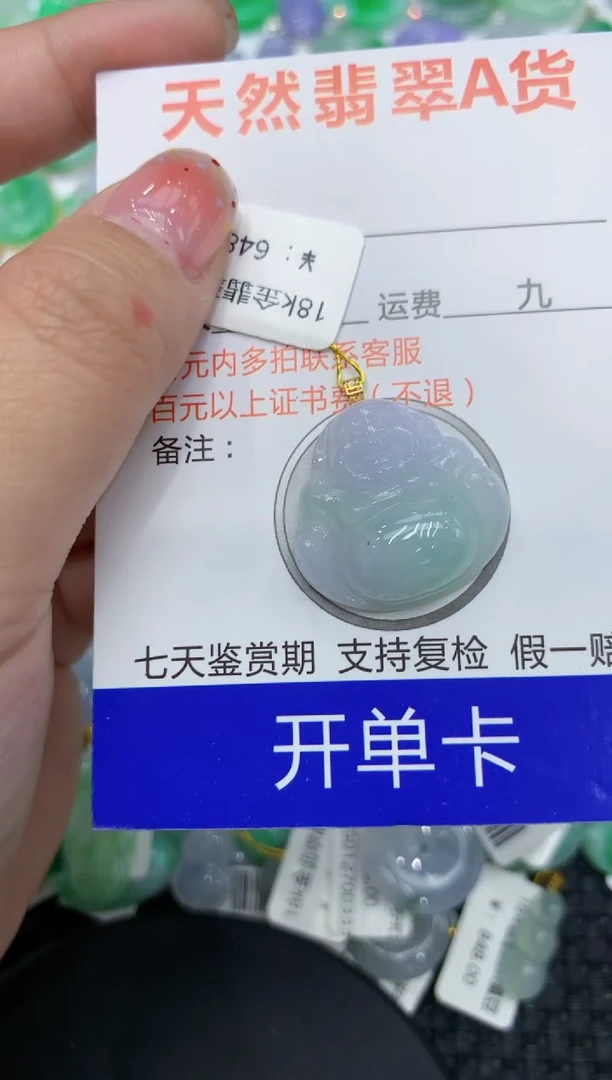 天然翡翠A货
¥：648
18K金翡
运费 九
元内多拍联系客服
百元以上证书费(不退)
备注：
七天鉴赏期 支持复检 假一赔
开单卡
¥：848.00